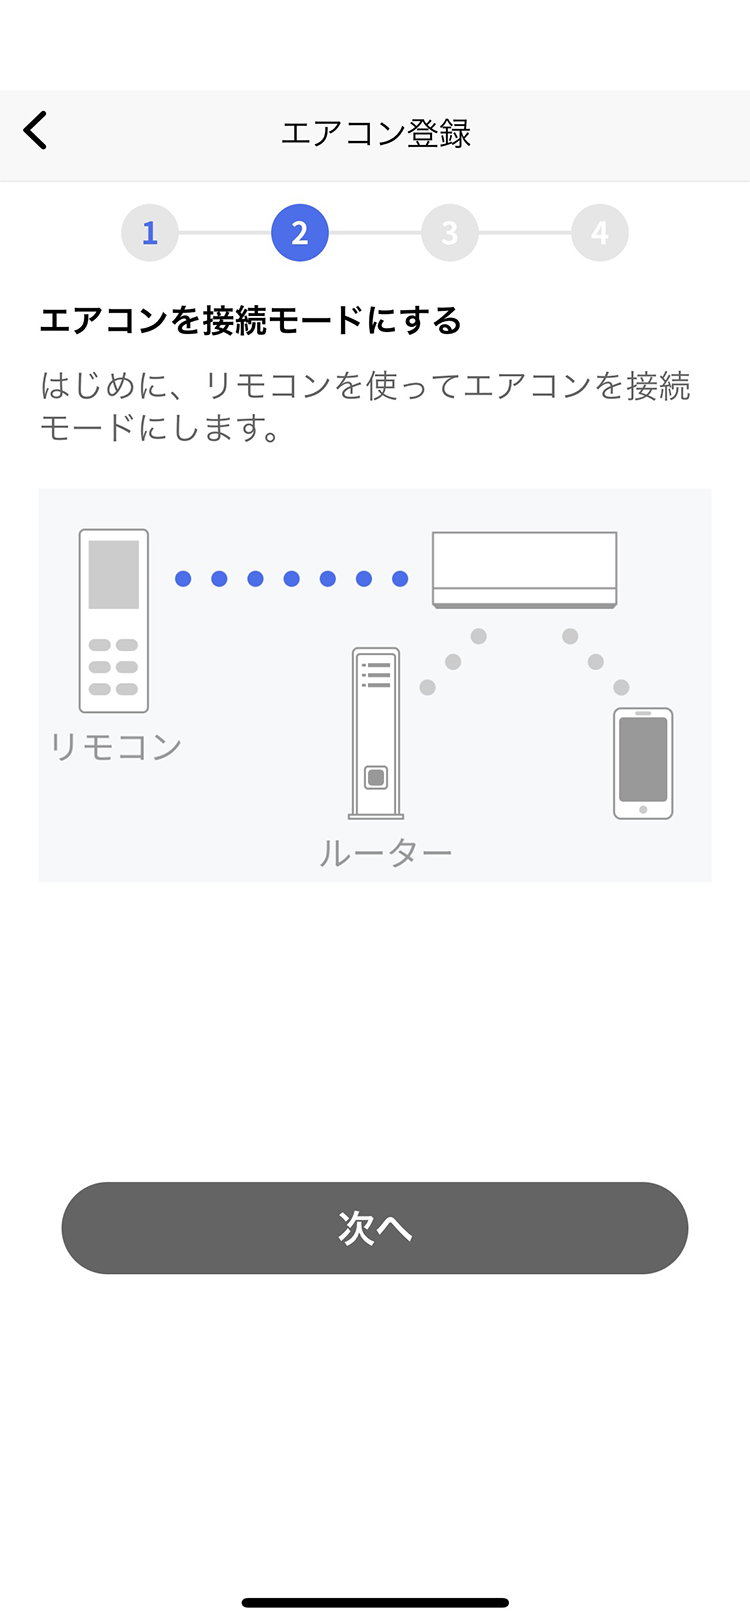 エアコン登録
1 2 3 4
エアコンを接続モードにする
はじめに、リモコンを使ってエアコンを接続
モードにします。
リモコン
ルーター
次へ